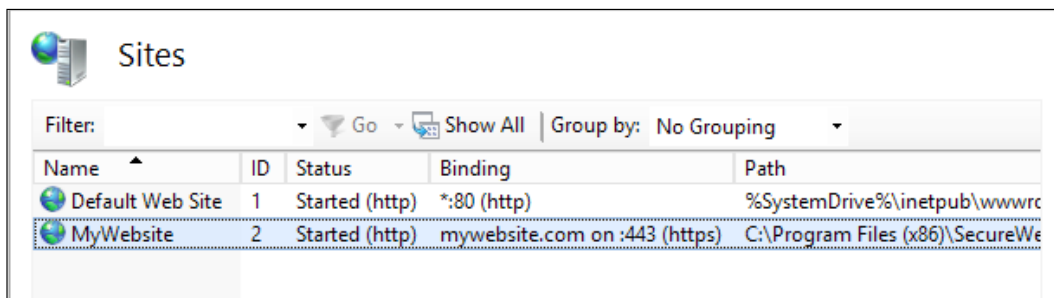 Sites
Filter: Go Show All Group by: No Grouping
Name ID Status Binding Path
Default Web Site 1 Started (http) *:80 (http) %SystemDrive%\inetpub\wwwro
MyWebsite 2 Started (http) mywebsite.com on :443 (https) C:\Program Files (x86)\SecureWe